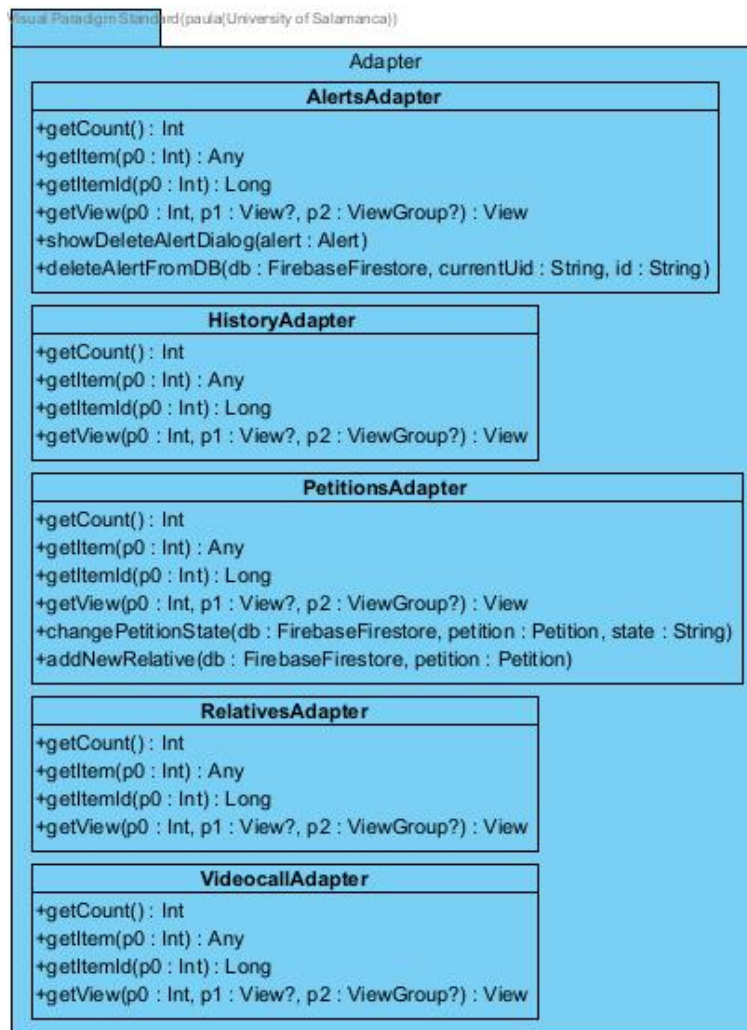 Visual Paradigm Standard(paula(University of Salamanca))
Adapter
AlertsAdapter
+getCount() : Int
+getItem(p0 : Int) : Any
+getItemId(p0 : Int) : Long
+getView(p0 : Int, p1 : View?, p2 : ViewGroup?) : View
+showDeleteAlertDialog(alert : Alert)
+deleteAlertFromDB(db : FirebaseFirestore, currentUid : String, id : String)
HistoryAdapter
+getCount() : Int
+getItem(p0 : Int) : Any
+getItemId(p0 : Int) : Long
+getView(p0 : Int, p1 : View?, p2 : ViewGroup?) : View
PetitionsAdapter
+getCount() : Int
+getItem(p0 : Int) : Any
+getItemId(p0 : Int) : Long
+getView(p0 : Int, p1 : View?, p2 : ViewGroup?) : View
+changePetitionState(db : FirebaseFirestore, petition : Petition, state : String)
+addNewRelative(db : FirebaseFirestore, petition : Petition)
RelativesAdapter
+getCount() : Int
+getItem(p0 : Int) : Any
+getItemId(p0 : Int) : Long
+getView(p0 : Int, p1 : View?, p2 : ViewGroup?) : View
VideocallAdapter
+getCount() : Int
+getItem(p0 : Int) : Any
+getItemId(p0 : Int) : Long
+getView(p0 : Int, p1 : View?, p2 : ViewGroup?) : View